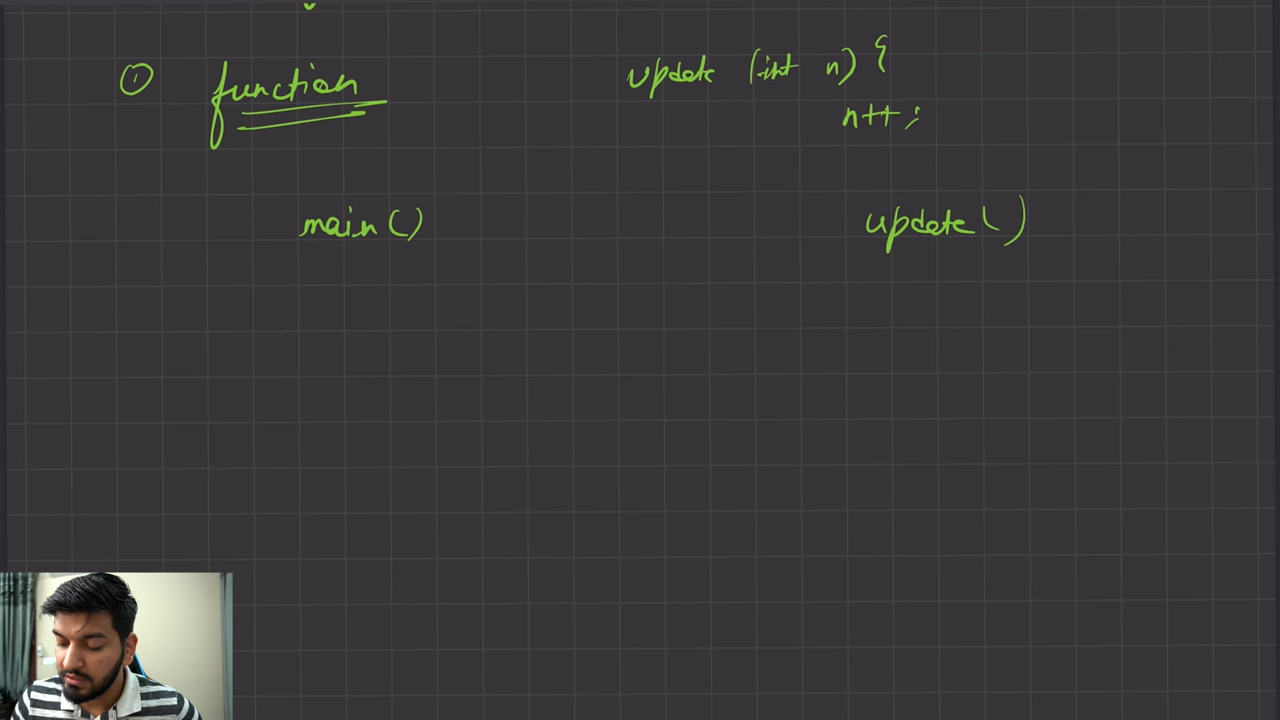 ① function
update (int n) {
n++;
main()
update()